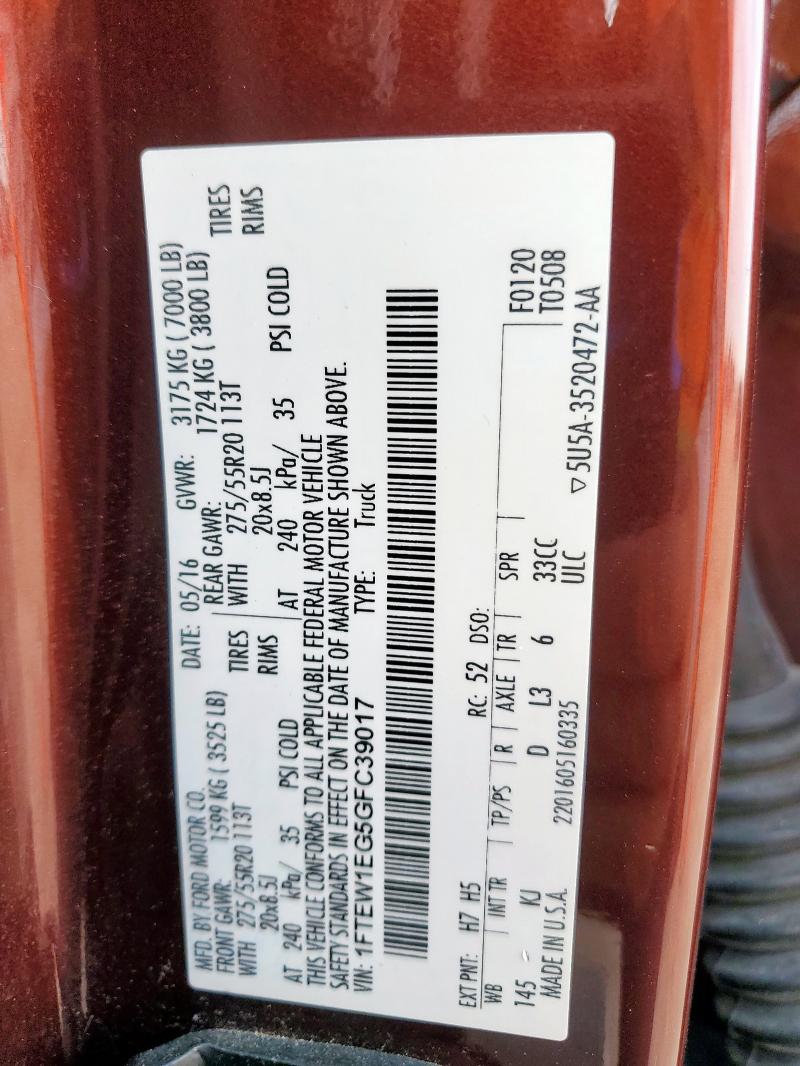 MFD. BY FORD MOTOR CO. DATE: 05/16 GVWR: 3175 KG ( 7000 LB)
FRONT GAWR: 1599 KG ( 3525 LB) REAR GAWR: 1724 KG ( 3800 LB)
WITH 275/55R20 113T TIRES WITH 275/55R20 113T TIRES
20x8.5J RIMS 20x8.5J RIMS
AT 240 kPa/ 35 PSI COLD AT 240 kPa/ 35 PSI COLD
THIS VEHICLE CONFORMS TO ALL APPLICABLE FEDERAL MOTOR VEHICLE
SAFETY STANDARDS IN EFFECT ON THE DATE OF MANUFACTURE SHOWN ABOVE.
VIN: 1FTEW1EG5GFC39017 TYPE: Truck
EXT PNT: H7 H5 RC: 52 DSO:
WB INT TR TP/PS R AXLE TR SPR F0120
145 KJ D L3 6 33CC T0508
MADE IN U.S.A. 2201605160335 ULC ▽5U5A-3520472-AA